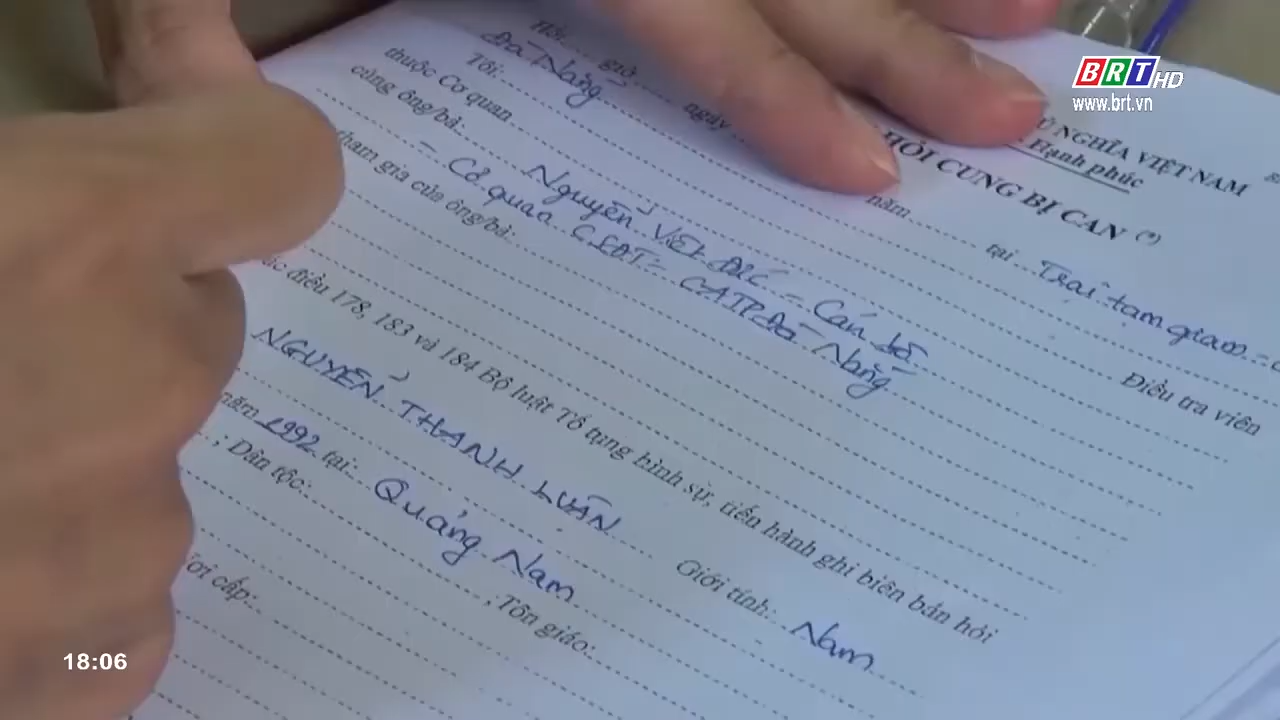 BRT HD
www.brt.vn
Ủ NGHĨA VIỆT NAM
Hạnh phúc
HỎI CUNG BỊ CAN (*)
Hồi giờ ngày năm tại Trại tạm giam -
Đà Nẵng
Tôi: Nguyễn Viết Đức - Cán bộ Điều tra viên
thuộc Cơ quan
- Cơ quan CSĐT - CATP Đà Nẵng
cùng ông/bà:
tham gia của ông/bà:
điều 178, 183 và 184 Bộ luật Tố tụng hình sự, tiến hành ghi biên bản hỏi
NGUYỄN THANH LUÂN Giới tính: Nam
năm 1992 tại: Quảng Nam
, Dân tộc: , Tôn giáo:
Nơi cấp:
18:06